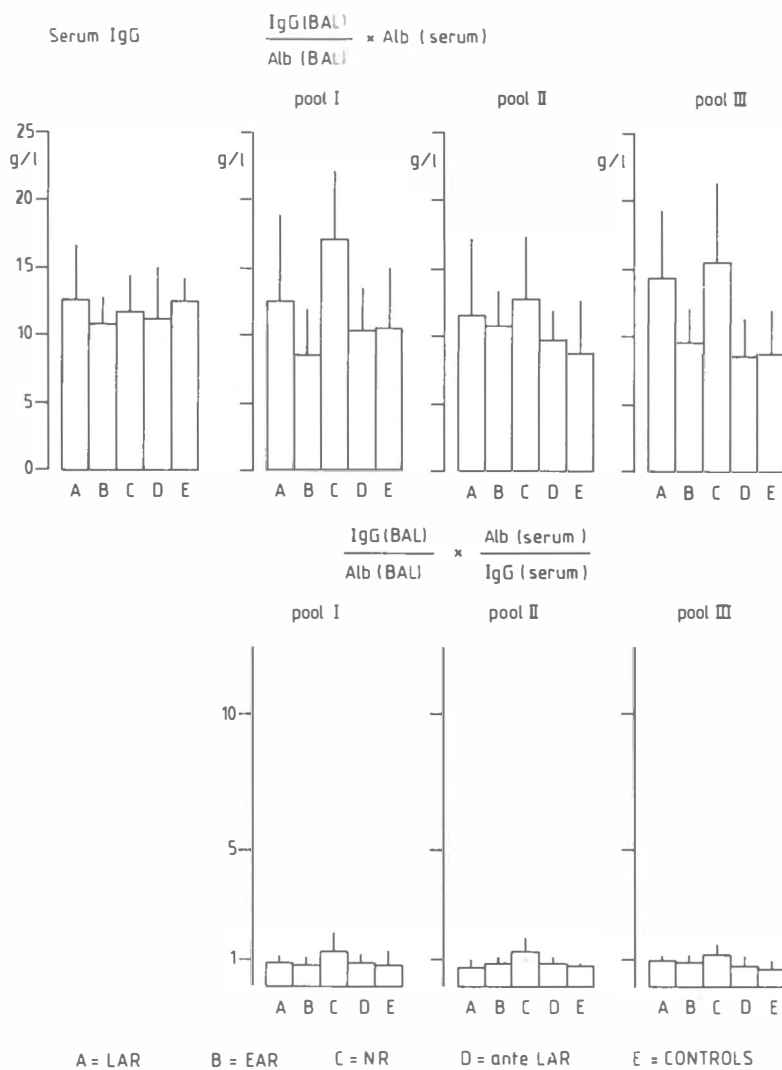 Serum IgG
IgG(BAL)
Alb (BAL)
× Alb (serum)
pool I
pool II
pool III
25
g/l
20
15
10
5
0
g/l
g/l
g/l
A B C D E
A B C D E
A B C D E
A B C D E
IgG(BAL)
Alb (BAL)
×
Alb (serum)
IgG (serum)
pool I
pool II
pool III
10
5
1
A B C D E
A B C D E
A B C D E
A = LAR B = EAR C = NR D = ante LAR E = CONTROLS